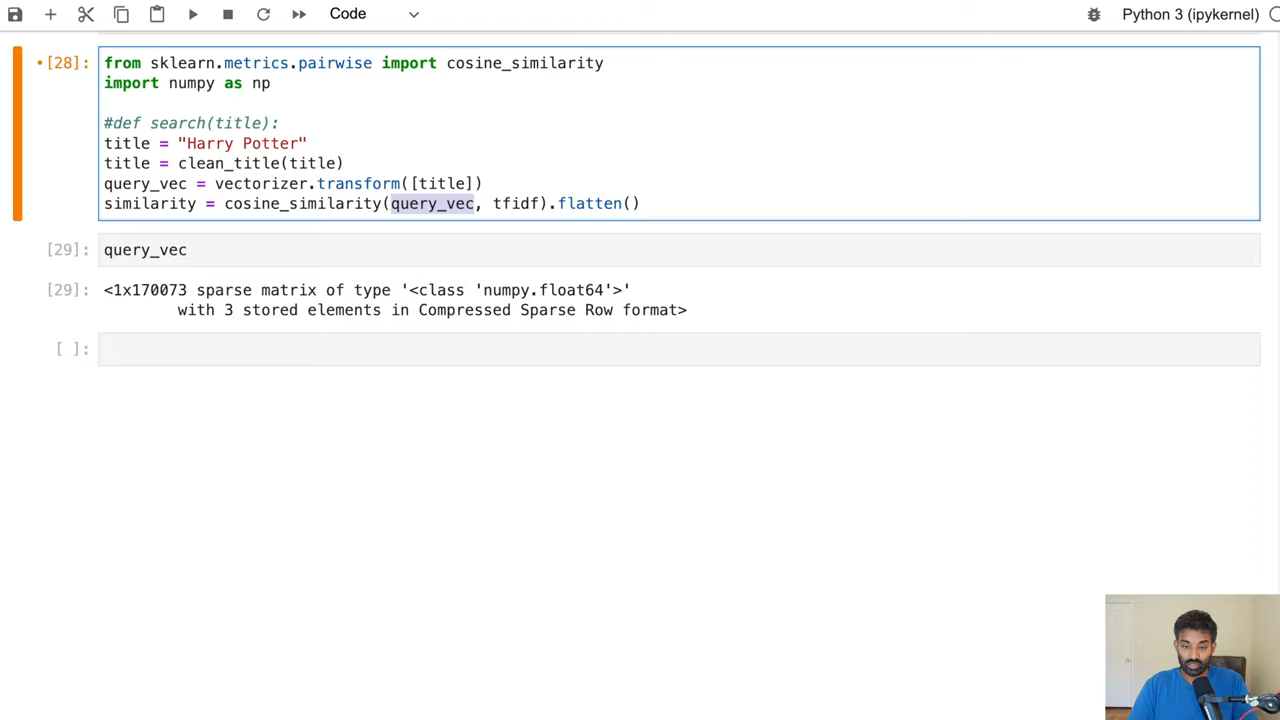 Code
Python 3 (ipykernel)
[28]:
from sklearn.metrics.pairwise import cosine_similarity
import numpy as np
#def search(title):
title = "Harry Potter"
title = clean_title(title)
query_vec = vectorizer.transform([title])
similarity = cosine_similarity(query_vec, tfidf).flatten()
[29]:
query_vec
[29]:
<1x170073 sparse matrix of type '<class 'numpy.float64'>'
with 3 stored elements in Compressed Sparse Row format>
[ ]: